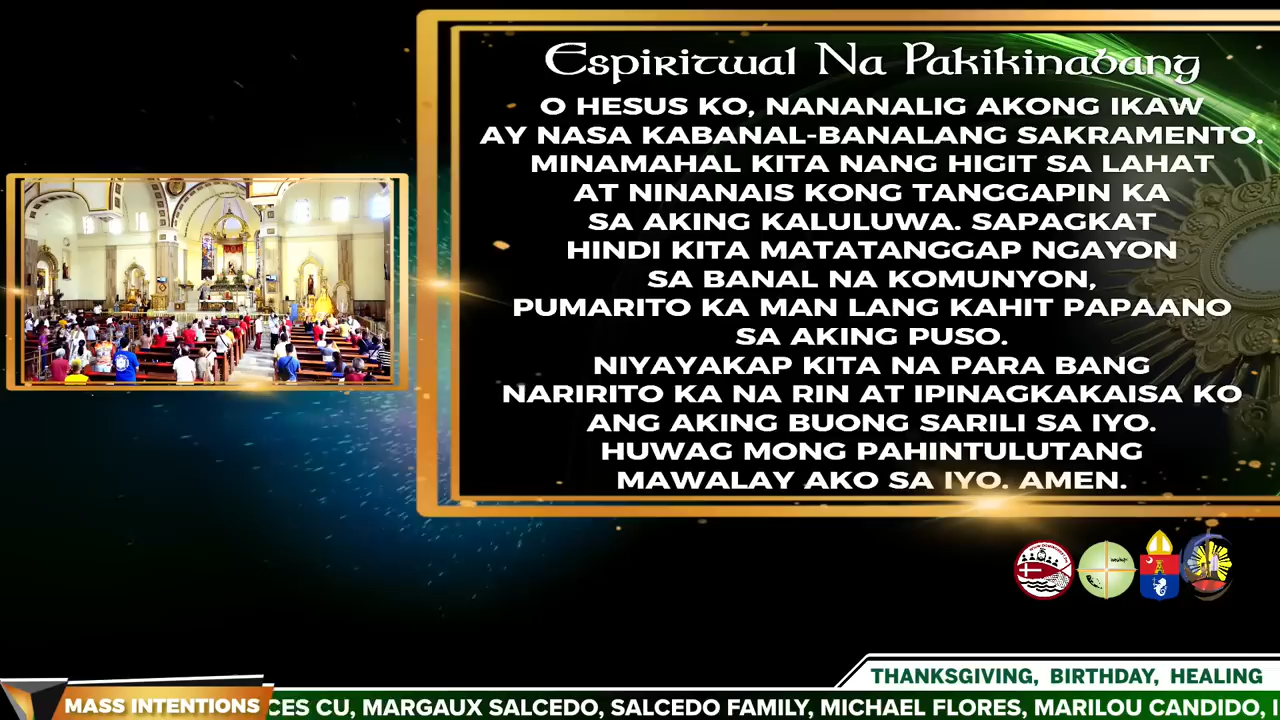 Espiritwal Na Pakikinabang
O HESUS KO, NANANALIG AKONG IKAW
AY NASA KABANAL-BANALANG SAKRAMENTO.
MINAMAHAL KITA NANG HIGIT SA LAHAT
AT NINANAIS KONG TANGGAPIN KA
SA AKING KALULUWA. SAPAGKAT
HINDI KITA MATATANGGAP NGAYON
SA BANAL NA KOMUNYON,
PUMARITO KA MAN LANG KAHIT PAPAANO
SA AKING PUSO.
NIYAYAKAP KITA NA PARA BANG
NARIRITO KA NA RIN AT IPINAGKAKAISA KO
ANG AKING BUONG SARILI SA IYO.
HUWAG MONG PAHINTULUTANG
MAWALAY AKO SA IYO. AMEN.
THANKSGIVING, BIRTHDAY, HEALING
MASS INTENTIONS
CES CU, MARGAUX SALCEDO, SALCEDO FAMILY, MICHAEL FLORES, MARILOU CANDIDO,